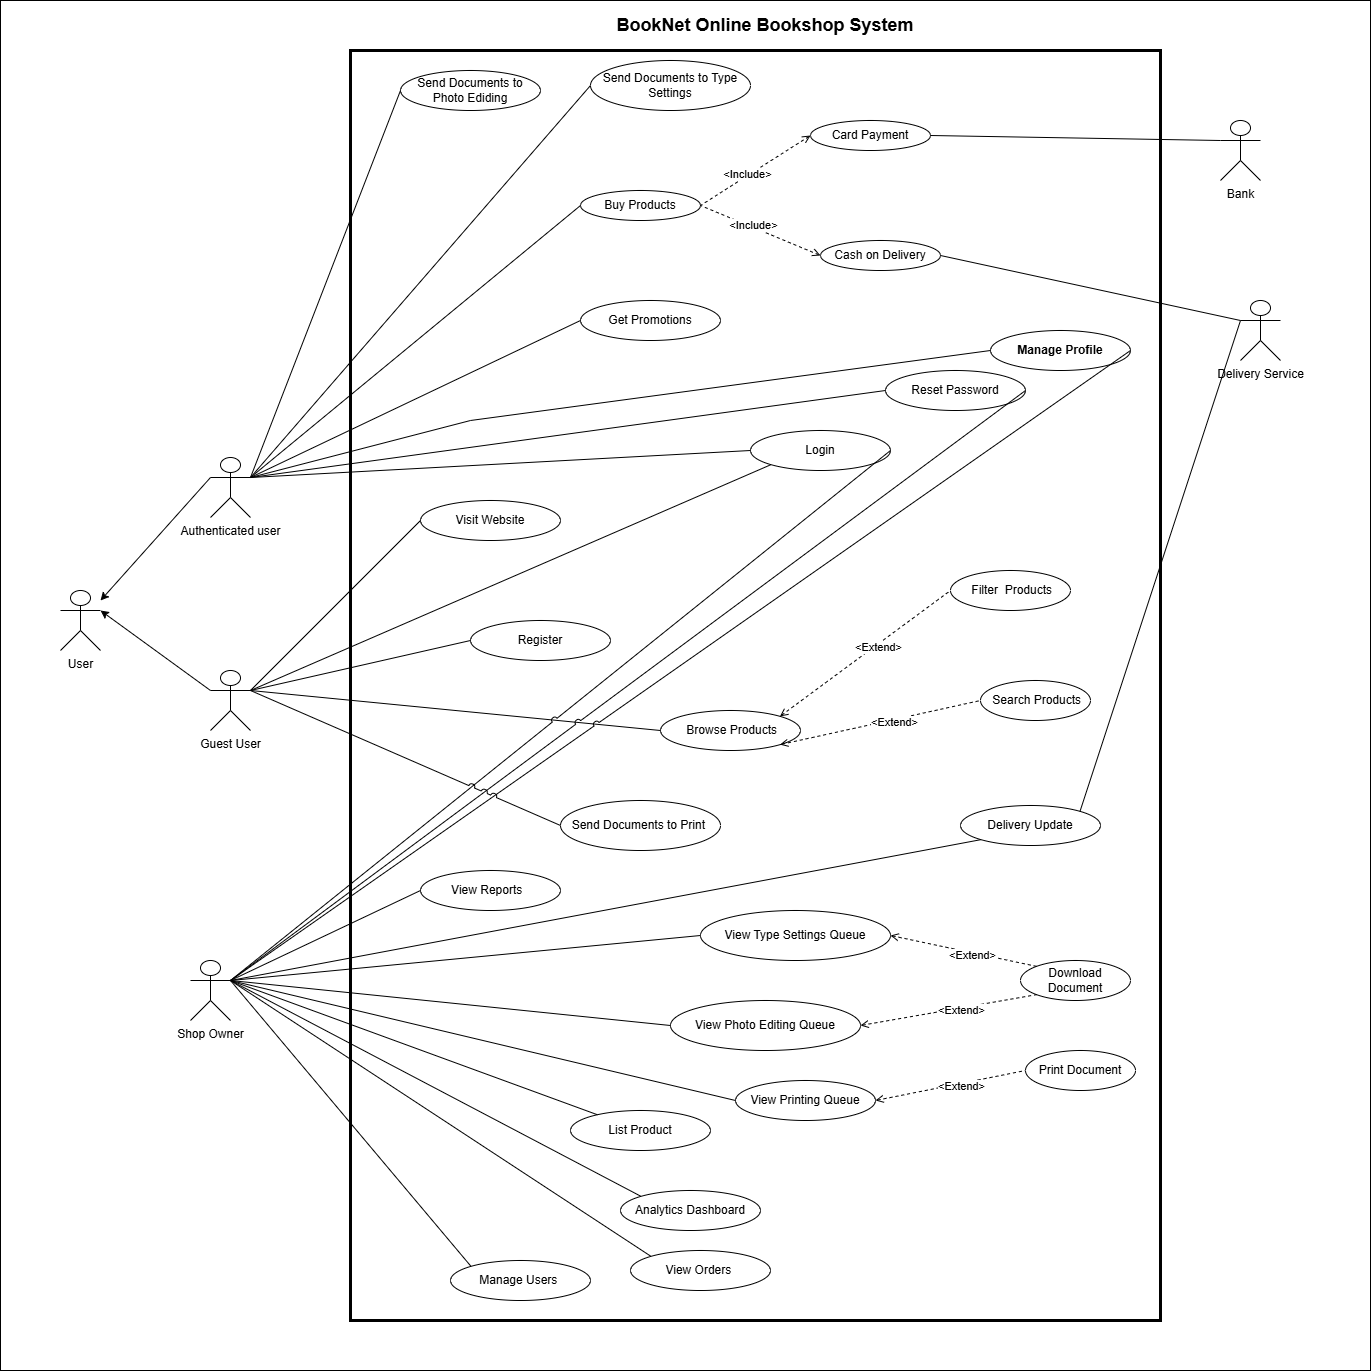 BookNet Online Bookshop System
Send Documents to
Photo Ediding
Send Documents to Type
Settings
Card Payment
Bank
<Include>
Buy Products
<Include>
Cash on Delivery
Get Promotions
Manage Profile
Delivery Service
Reset Password
Login
Visit Website
Authenticated user
Filter  Products
Register
<Extend>
User
Search Products
<Extend>
Browse Products
Guest User
Send Documents to Print
Delivery Update
View Reports
View Type Settings Queue
<Extend>
Download
Document
<Extend>
View Photo Editing Queue
Shop Owner
Print Document
<Extend>
View Printing Queue
List Product
Analytics Dashboard
View Orders
Manage Users